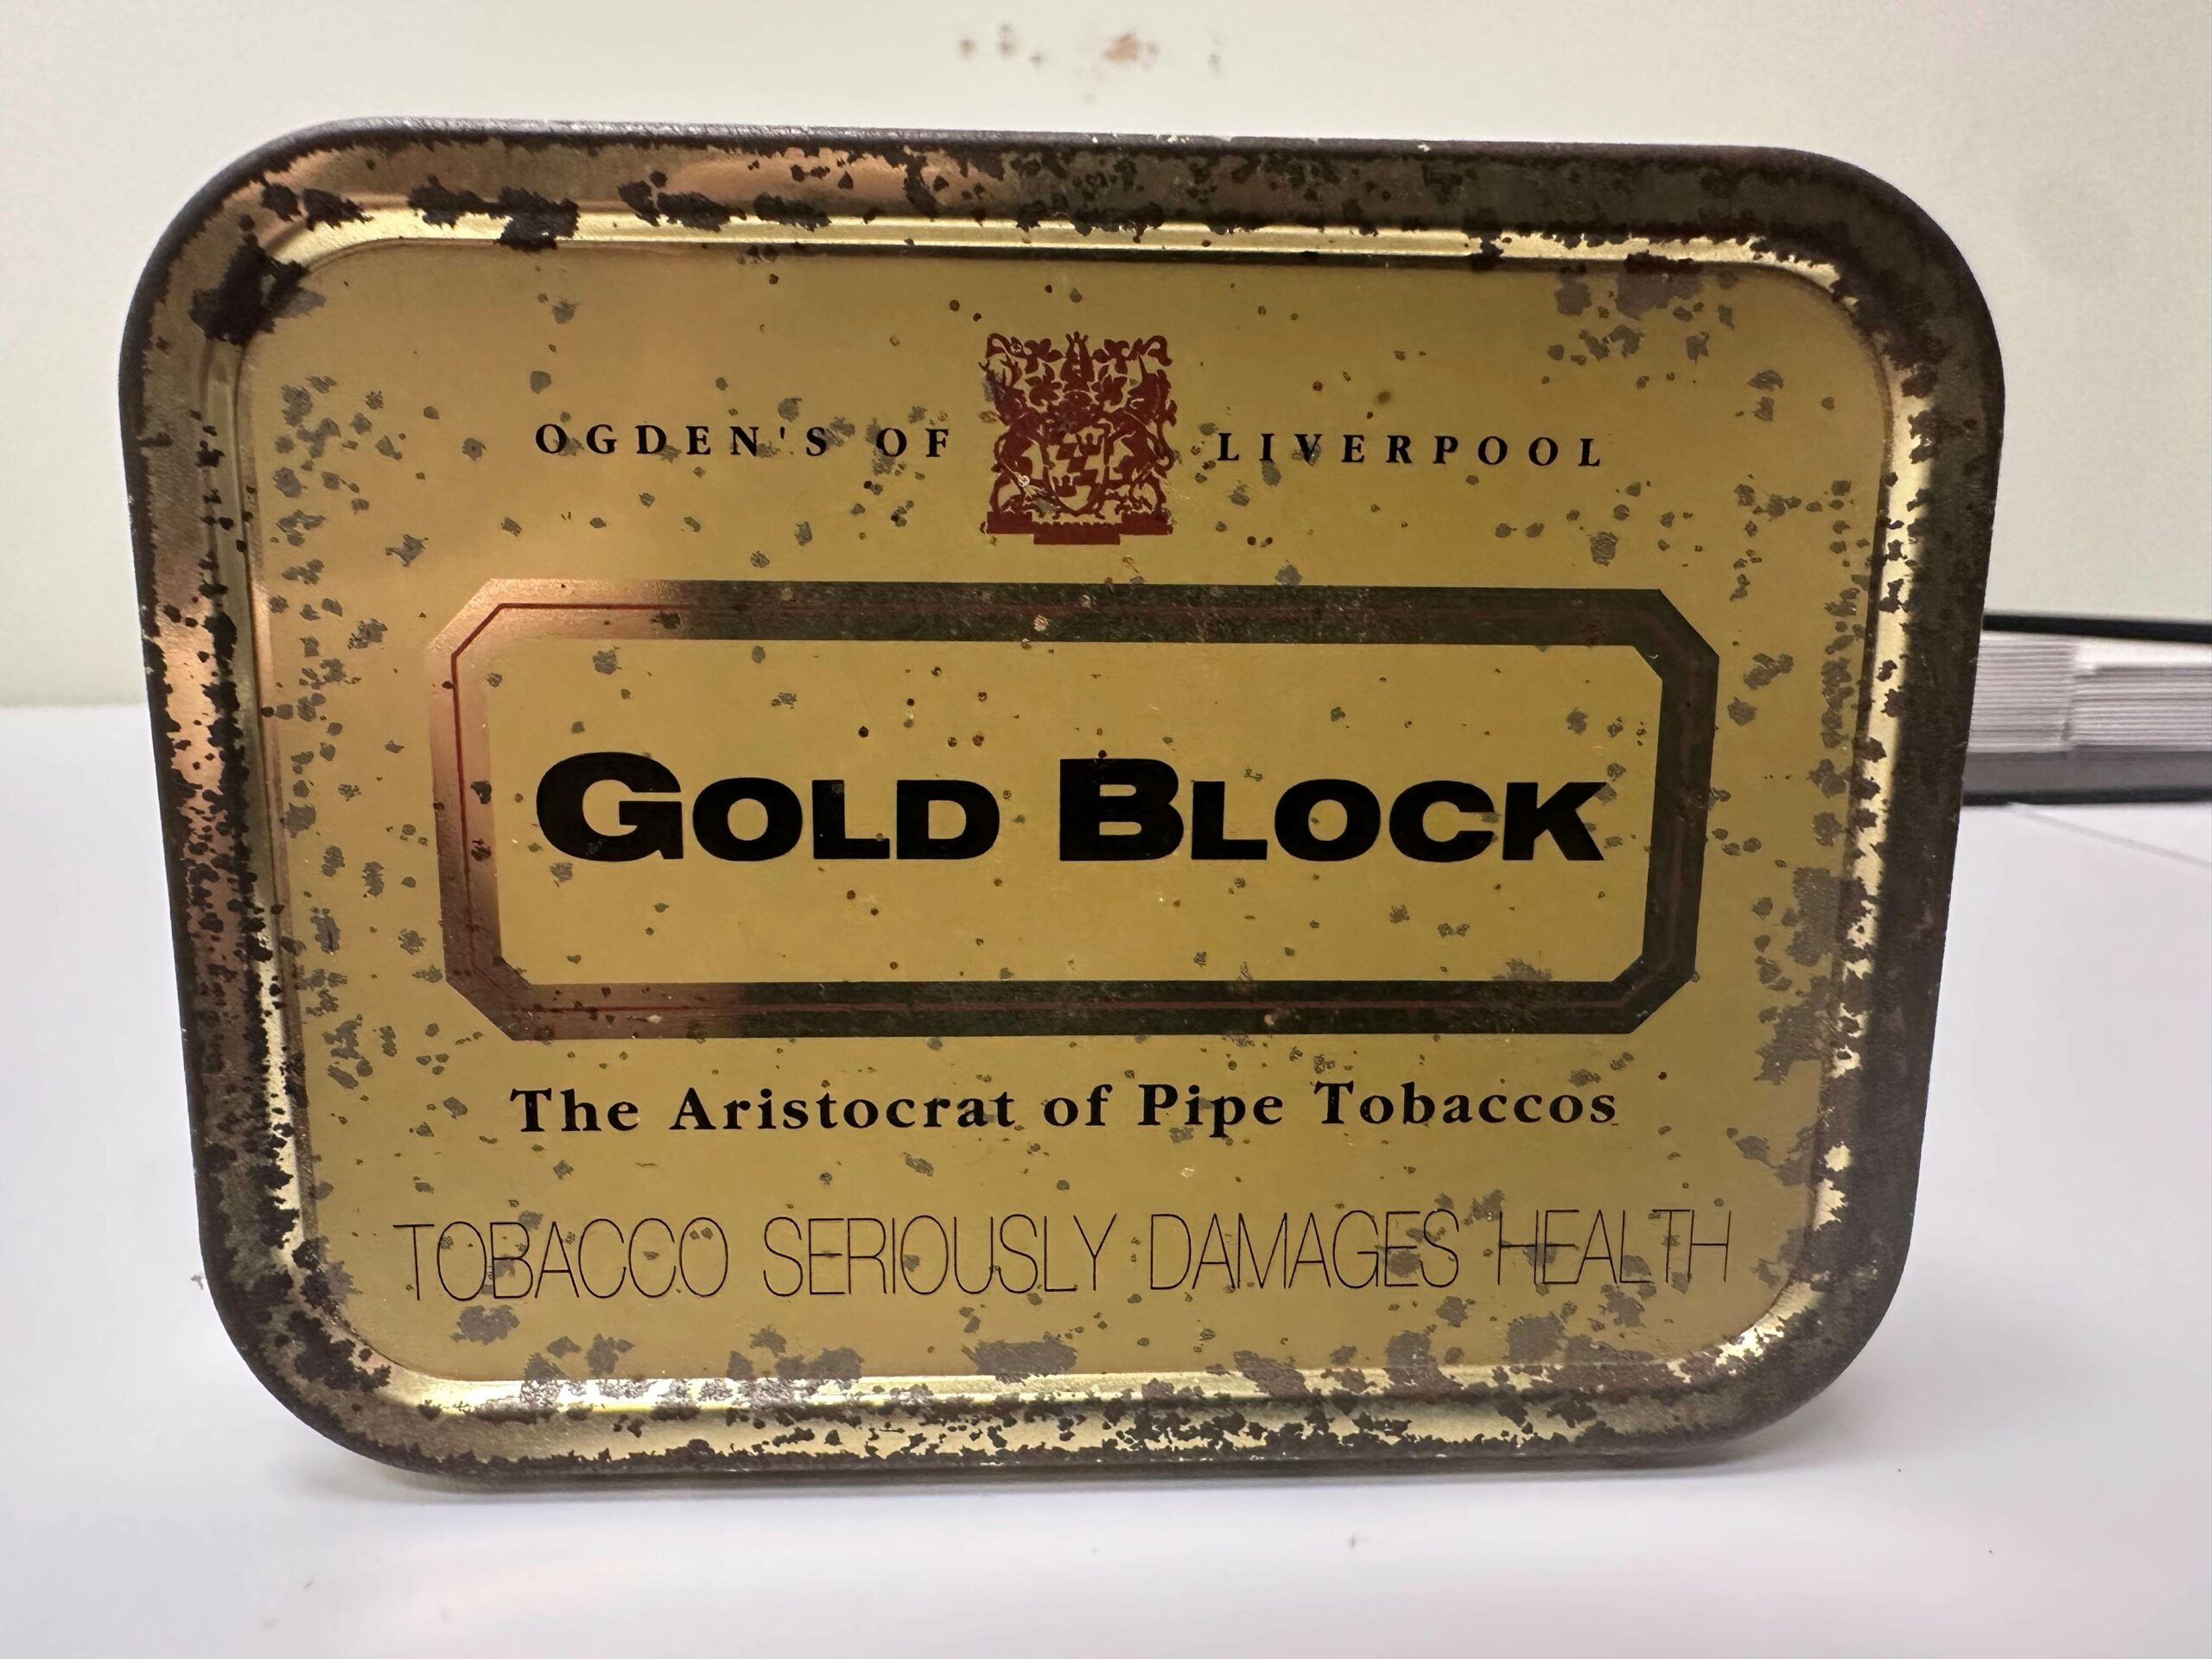 OGDEN'S OF LIVERPOOL
GOLD BLOCK
The Aristocrat of Pipe Tobaccos
TOBACCO SERIOUSLY DAMAGES HEALTH